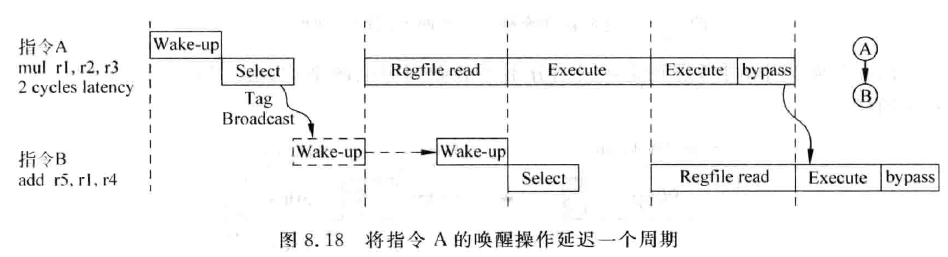 指令A
mul r1, r2, r3
2 cycles latency
Wake-up
Select
Tag
Broadcast
Regfile read
Execute
Execute
bypass
A
B
Wake-up
Wake-up
指令B
add r5, r1, r4
Select
Regfile read
Execute
bypass
图 8.18 将指令 A 的唤醒操作延迟一个周期